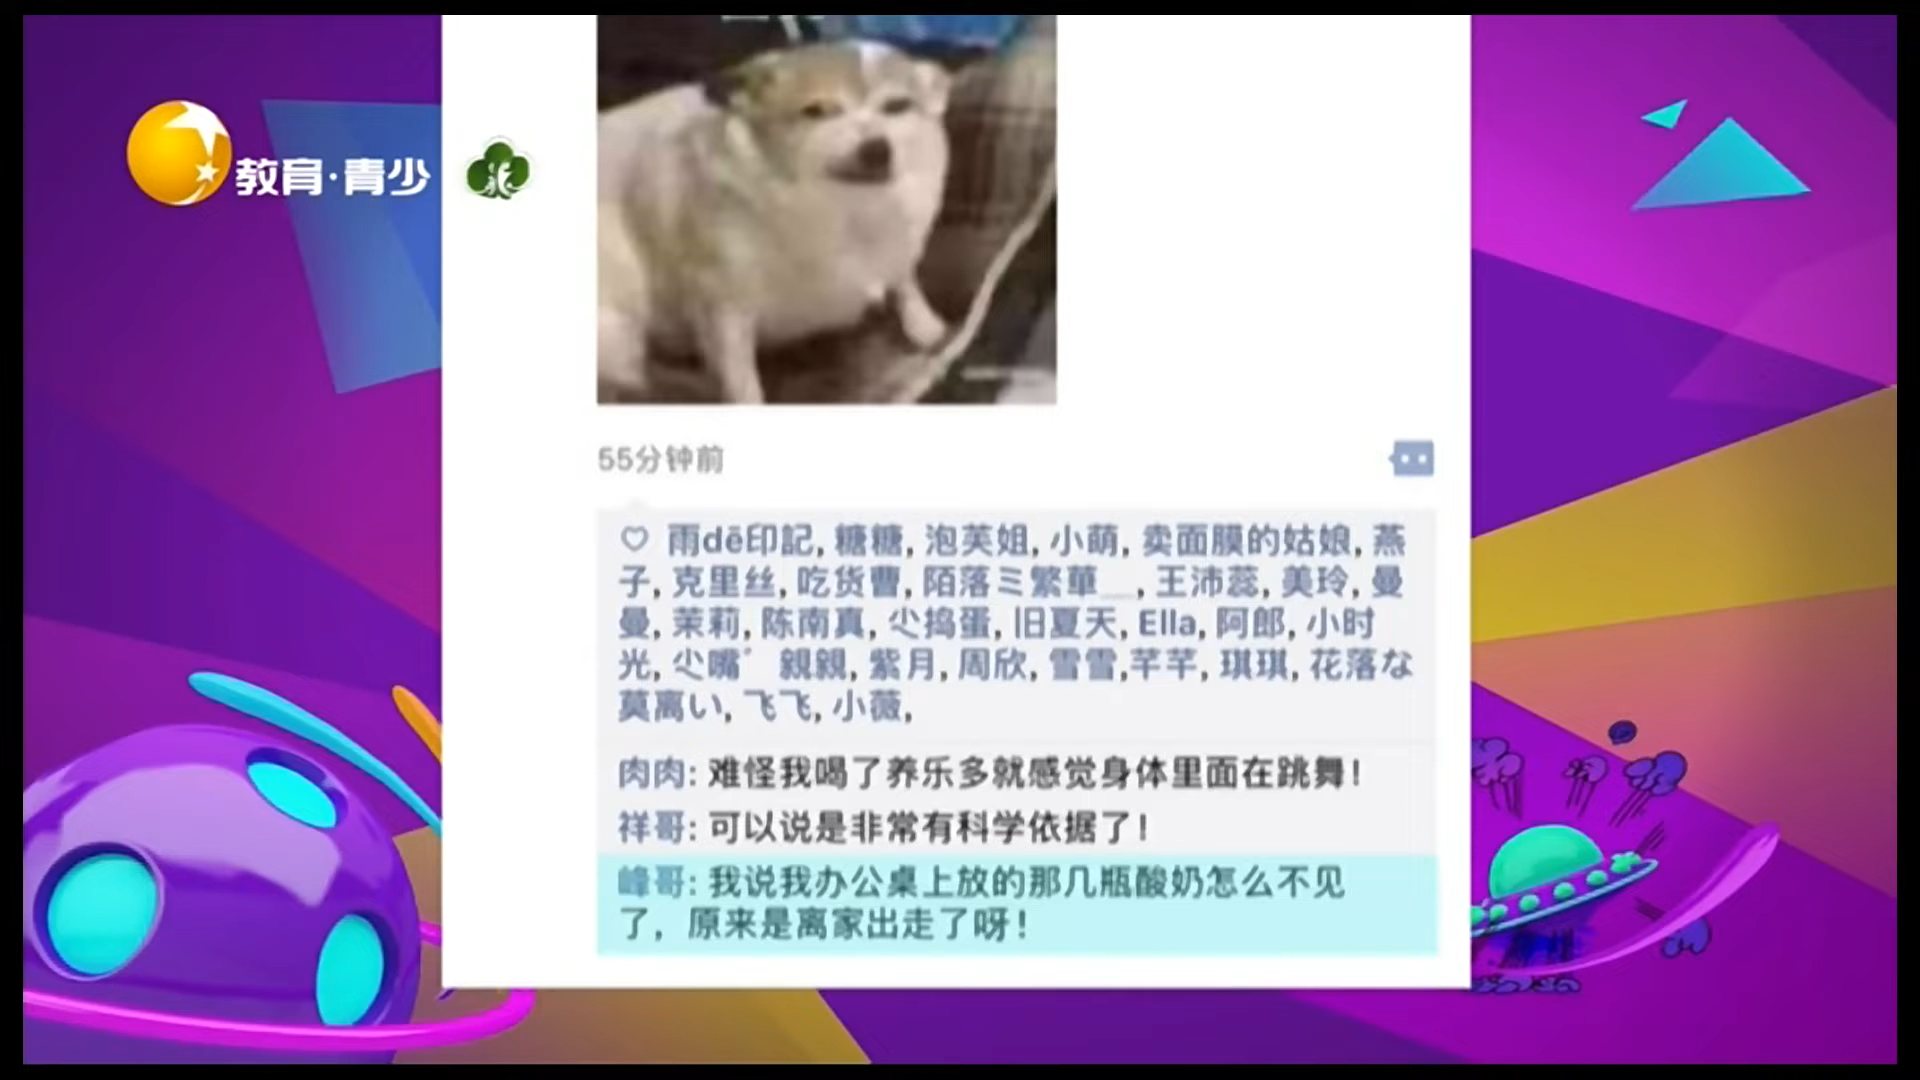 教育·青少
55分钟前
雨dē印記, 糖糖, 泡芙姐, 小萌, 卖面膜的姑娘, 燕
子, 克里丝, 吃货曹, 陌落ミ繁華__, 王沛蕊, 美玲, 曼
曼, 茉莉, 陈南真, 尐捣蛋, 旧夏天, Ella, 阿郎, 小时
光, 尐嘴゛親親, 紫月, 周欣, 雪雪, 芊芊, 琪琪, 花落な
莫离い, 飞飞, 小薇,
肉肉: 难怪我喝了养乐多就感觉身体里面在跳舞！
祥哥: 可以说是非常有科学依据了！
峰哥: 我说我办公桌上放的那几瓶酸奶怎么不见
了，原来是离家出走了呀！